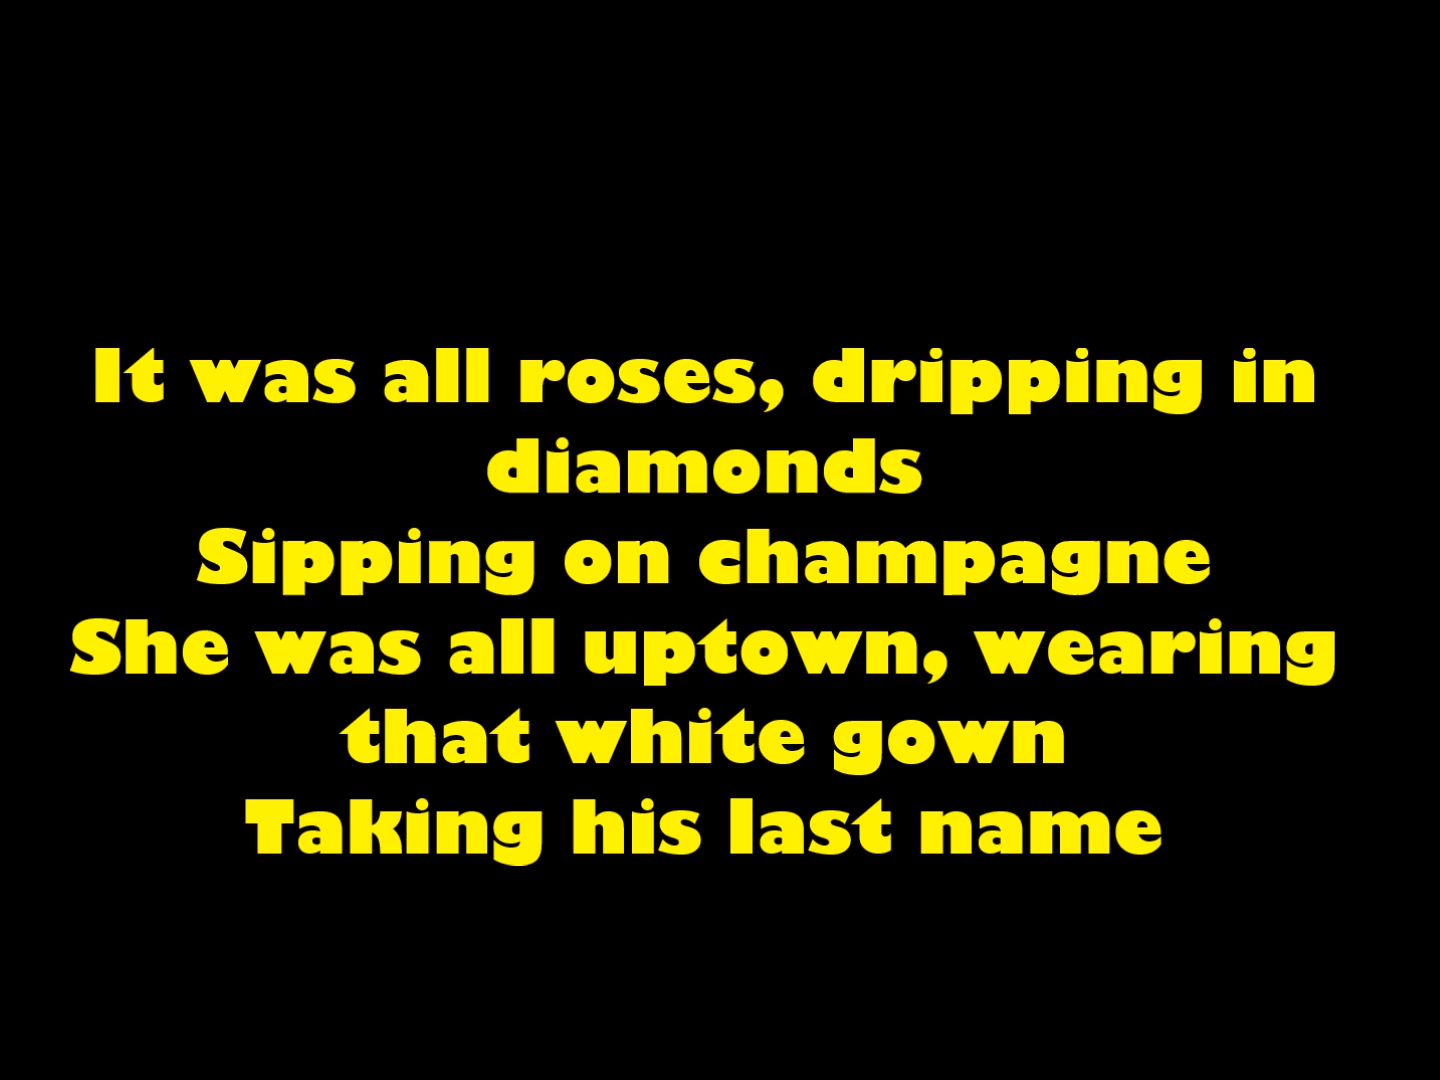 It was all roses, dripping in
diamonds
Sipping on champagne
She was all uptown, wearing
that white gown
Taking his last name